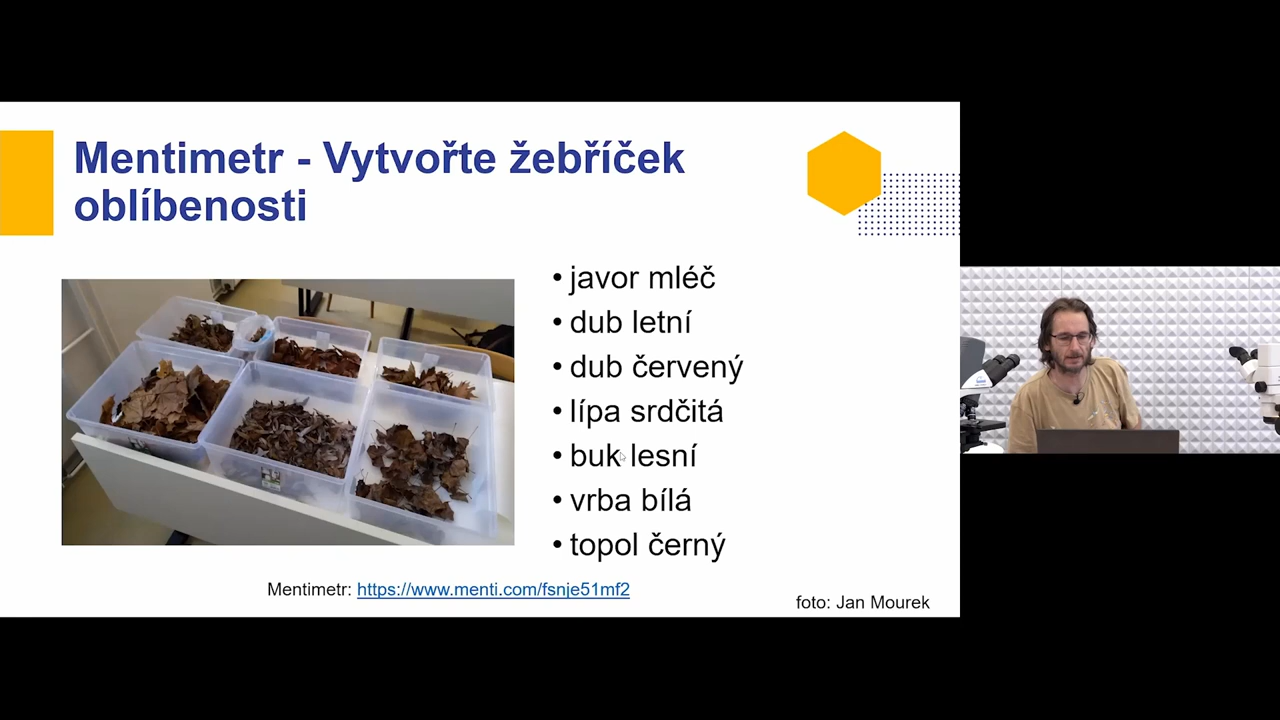 Mentimetr - Vytvořte žebříček
oblíbenosti
• javor mléč
• dub letní
• dub červený
• lípa srdčitá
• buk lesní
• vrba bílá
• topol černý
Mentimetr: https://www.menti.com/fsnje51mf2
foto: Jan Mourek